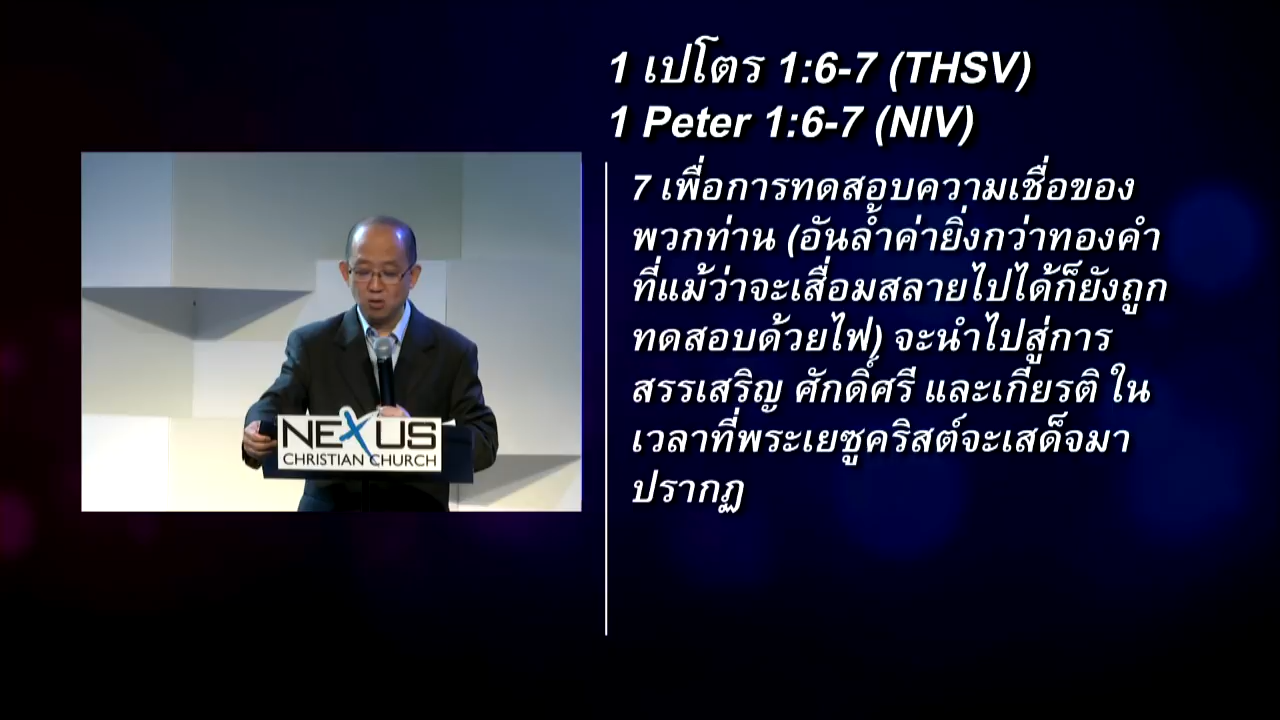 1 เปโตร 1:6-7 (THSV)
1 Peter 1:6-7 (NIV)
7 เพื่อการทดสอบความเชื่อของ
พวกท่าน (อันล้ำค่ายิ่งกว่าทองคำ
ที่แม้ว่าจะเสื่อมสลายไปได้ก็ยังถูก
ทดสอบด้วยไฟ) จะนำไปสู่การ
สรรเสริญ ศักดิ์ศรี และเกียรติ ใน
เวลาที่พระเยซูคริสต์จะเสด็จมา
ปรากฏ
NEXUS
CHRISTIAN CHURCH